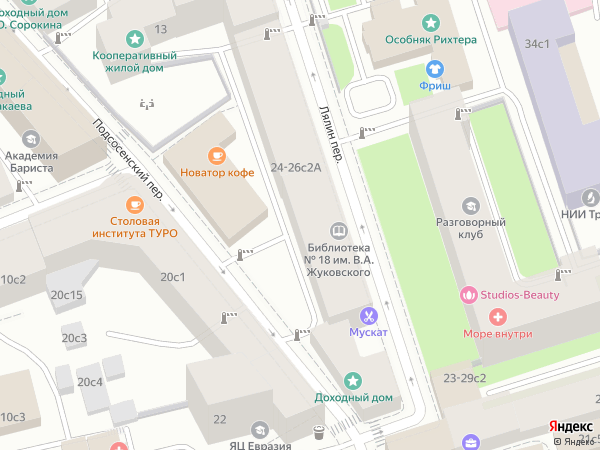 Доходный дом
О. Сорокина
13
Кооперативный
жилой дом
Особняк Рихтера
34с1
Фриш
Лялин пер.
Подсосенский пер.
Академия
Бариста
Новатор кофе
24-26с2А
Столовая
института ТУРО
Библиотека
№ 18 им. В.А.
Жуковского
Разговорный
клуб
НИИ
10с2
20с1
20с15
Studios-Beauty
20с3
Мускат
Море внутри
20с4
23-29с2
Доходный дом
10с3
22
ЯЦ Евразия
Яндекс
© Яндекс